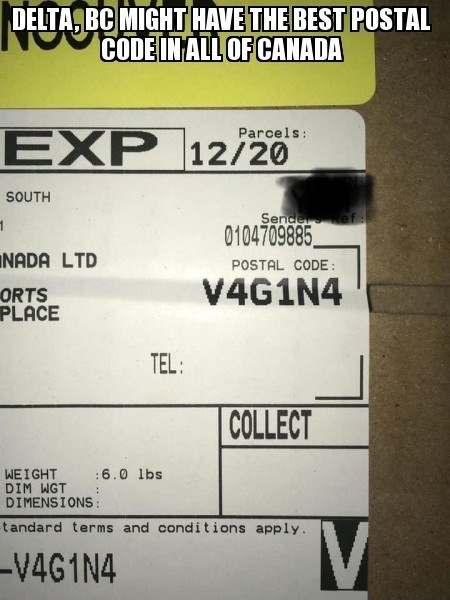 DELTA, BC MIGHT HAVE THE BEST POSTAL
CODE IN ALL OF CANADA
EXP
Parcels:
12/20
SOUTH
1
Senders Ref:
0104709885
NADA LTD
POSTAL CODE:
V4G1N4
ORTS
PLACE
TEL:
COLLECT
WEIGHT :6.0 lbs
DIM WGT :
DIMENSIONS:
tandard terms and conditions apply.
-V4G1N4
V